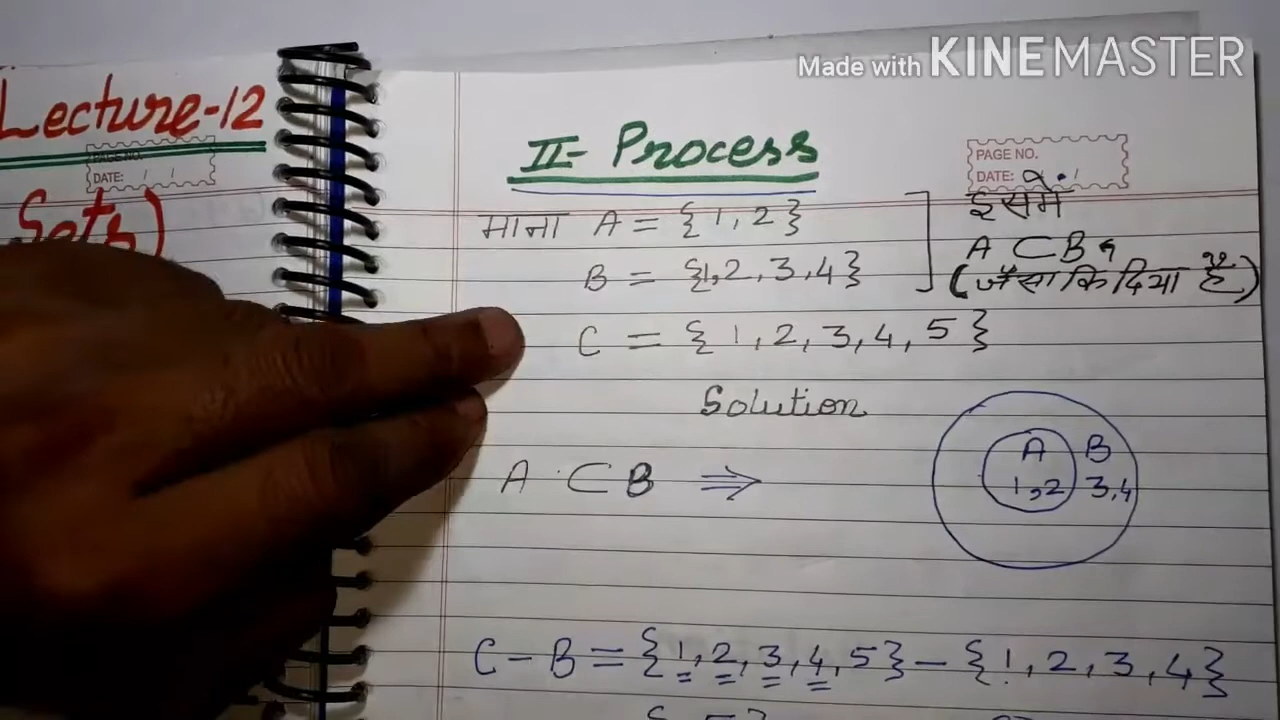 Made with KINEMASTER
Lecture-12
PAGE NO.
DATE: / /
Sets)
II- Process
PAGE NO.
DATE: /
माना A = {1, 2}
इसमें
B = {1,2, 3, 4}
A ⊂ B
(जैसा कि दिया है)
C = { 1, 2, 3, 4, 5 }
Solution
A ⊂ B ⇒
A B
1,2 3,4
C - B = {1, 2, 3, 4, 5} - {1, 2, 3, 4}